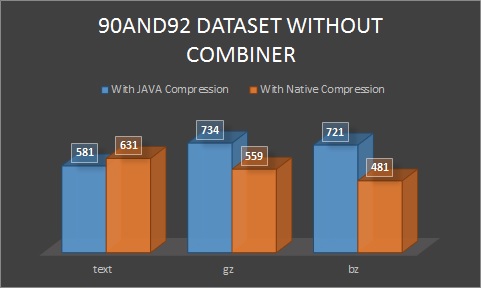 90AND92 DATASET WITHOUT
COMBINER
With JAVA Compression With Native Compression
581 631 734 559 721 481
text gz bz